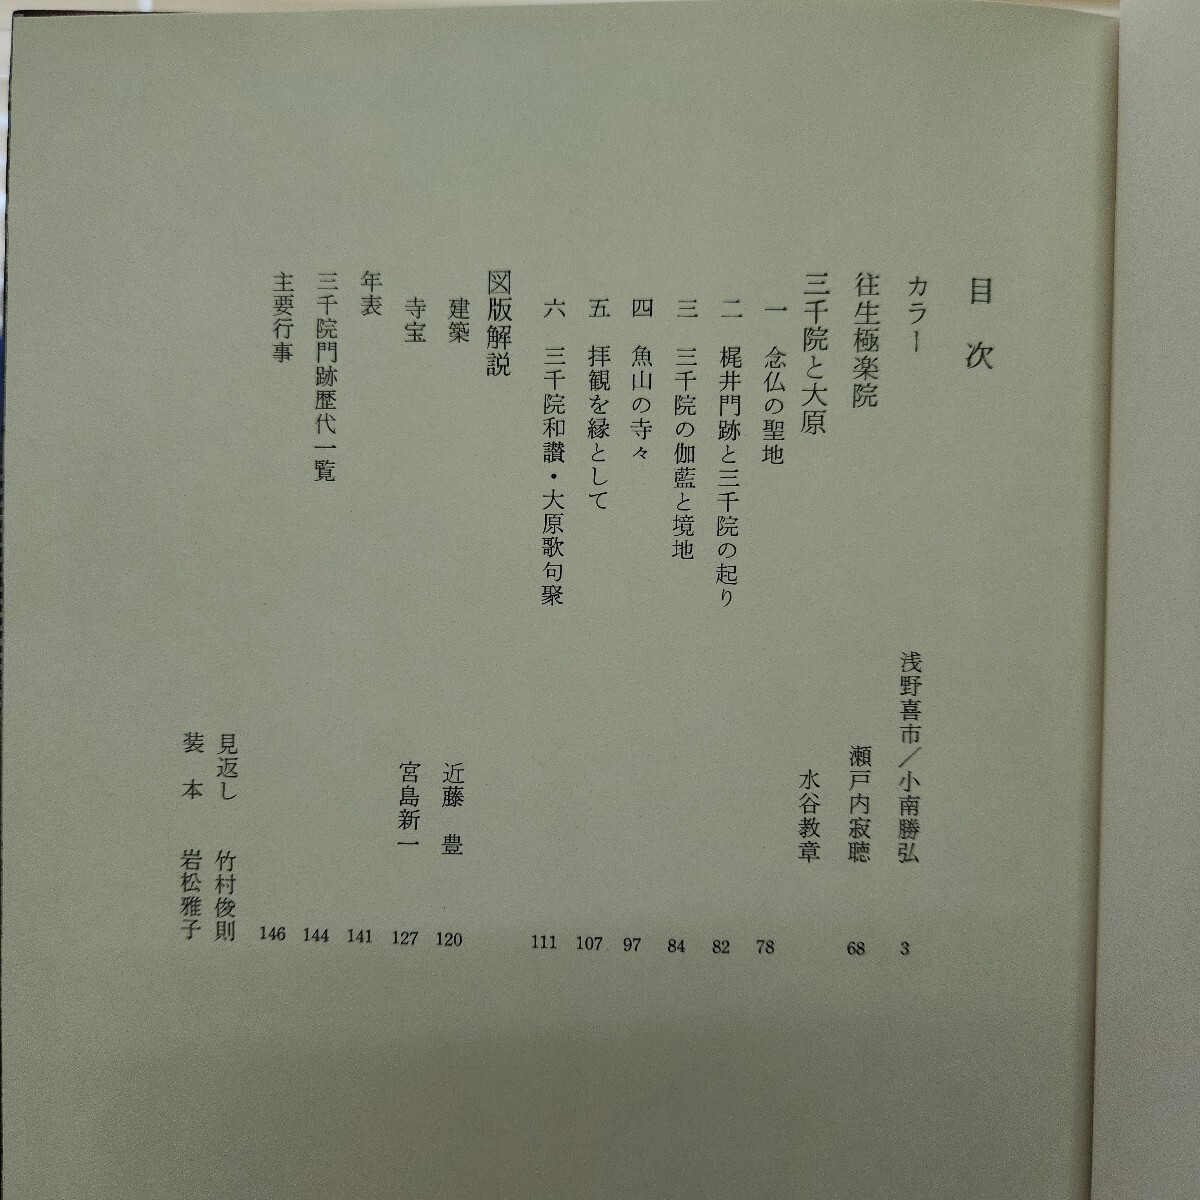 目次
カラー 浅野喜市／小南勝弘 3
往生極楽院 瀬戸内寂聴 68
三千院と大原 水谷教章
一 念仏の聖地 78
二 梶井門跡と三千院の起り 82
三 三千院の伽藍と境地 84
四 魚山の寺々 97
五 拝観を縁として 107
六 三千院和讃・大原歌句聚 111
図版解説
建築 近藤 豊 120
寺宝 宮島新一 127
年表 141
三千院門跡歴代一覧 144
主要行事 146
見返し 竹村俊則
装本 岩松雅子